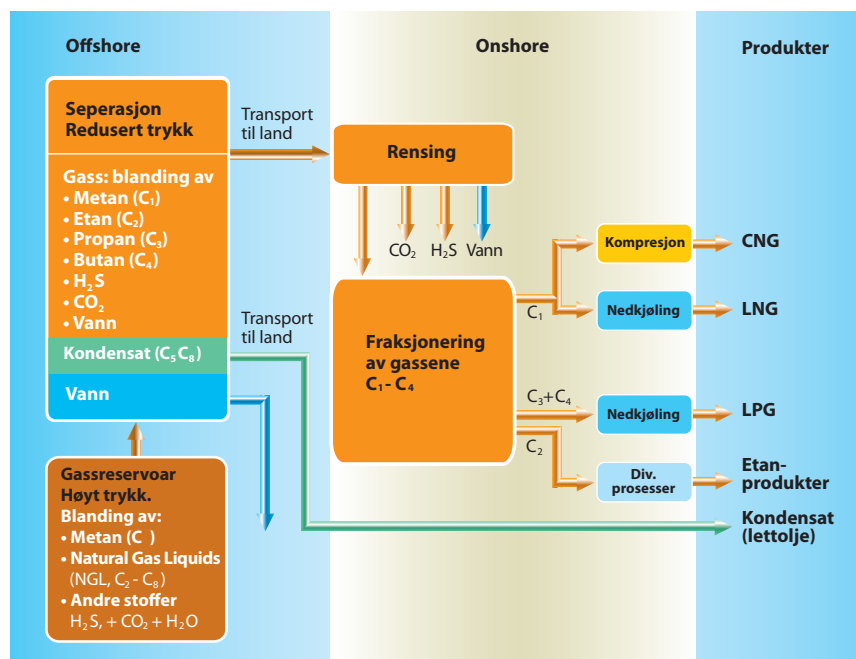 Offshore
Onshore
Produkter
Seperasjon
Redusert trykk
Gass: blanding av
• Metan (C₁)
• Etan (C₂)
• Propan (C₃)
• Butan (C₄)
• H₂S
• CO₂
• Vann
Kondensat (C₅C₈)
Vann
Gassreservoar
Høyt trykk.
Blanding av:
• Metan (C )
• Natural Gas Liquids
(NGL, C₂ - C₈)
• Andre stoffer
H₂S, + CO₂ + H₂O
Transport
til land
Transport
til land
Rensing
CO₂
H₂S
Vann
Fraksjonering
av gassene
C₁ - C₄
C₁
Kompresjon
CNG
Nedkjøling
LNG
C₃+C₄
Nedkjøling
LPG
C₂
Div.
prosesser
Etan-
produkter
Kondensat
(lettolje)